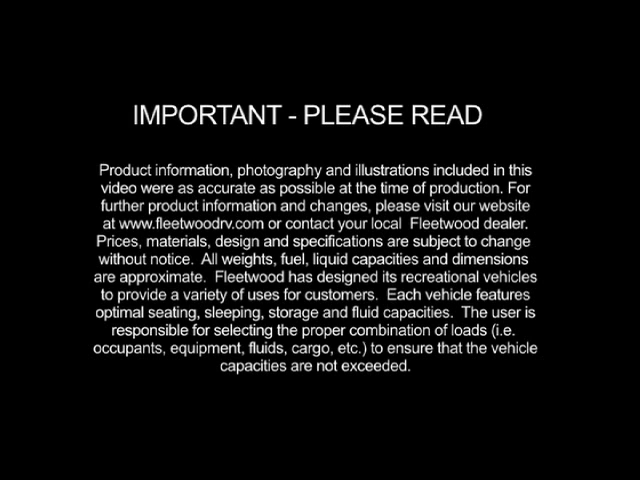 IMPORTANT - PLEASE READ
Product information, photography and illustrations included in this
video were as accurate as possible at the time of production. For
further product information and changes, please visit our website
at www.fleetwoodrv.com or contact your local  Fleetwood dealer.
Prices, materials, design and specifications are subject to change
without notice.  All weights, fuel, liquid capacities and dimensions
are approximate.  Fleetwood has designed its recreational vehicles
to provide a variety of uses for customers.  Each vehicle features
optimal seating, sleeping, storage and fluid capacities.  The user is
responsible for selecting the proper combination of loads (i.e.
occupants, equipment, fluids, cargo, etc.) to ensure that the vehicle
capacities are not exceeded.